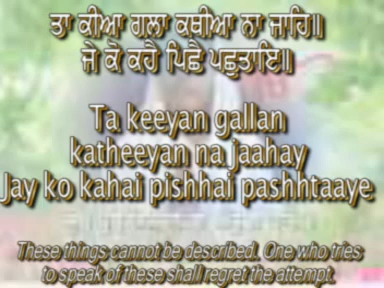 ਤਾ ਕੀਆ ਗਲਾ ਕਥੀਆ ਨਾ ਜਾਹਿ॥
ਜੇ ਕੋ ਕਹੈ ਪਿਛੈ ਪਛੁਤਾਇ॥
Ta keeyan gallan
katheeyan na jaahay
Jay ko kahai pishhai pashhtaaye
These things cannot be described. One who tries
to speak of these shall regret the attempt.